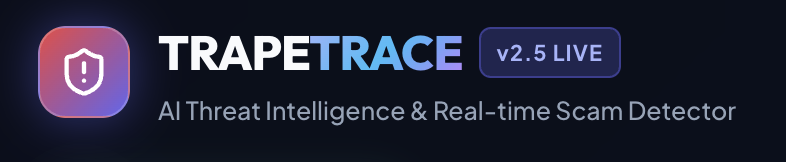 TRAPETRACE v2.5 LIVE
AI Threat Intelligence & Real-time Scam Detector